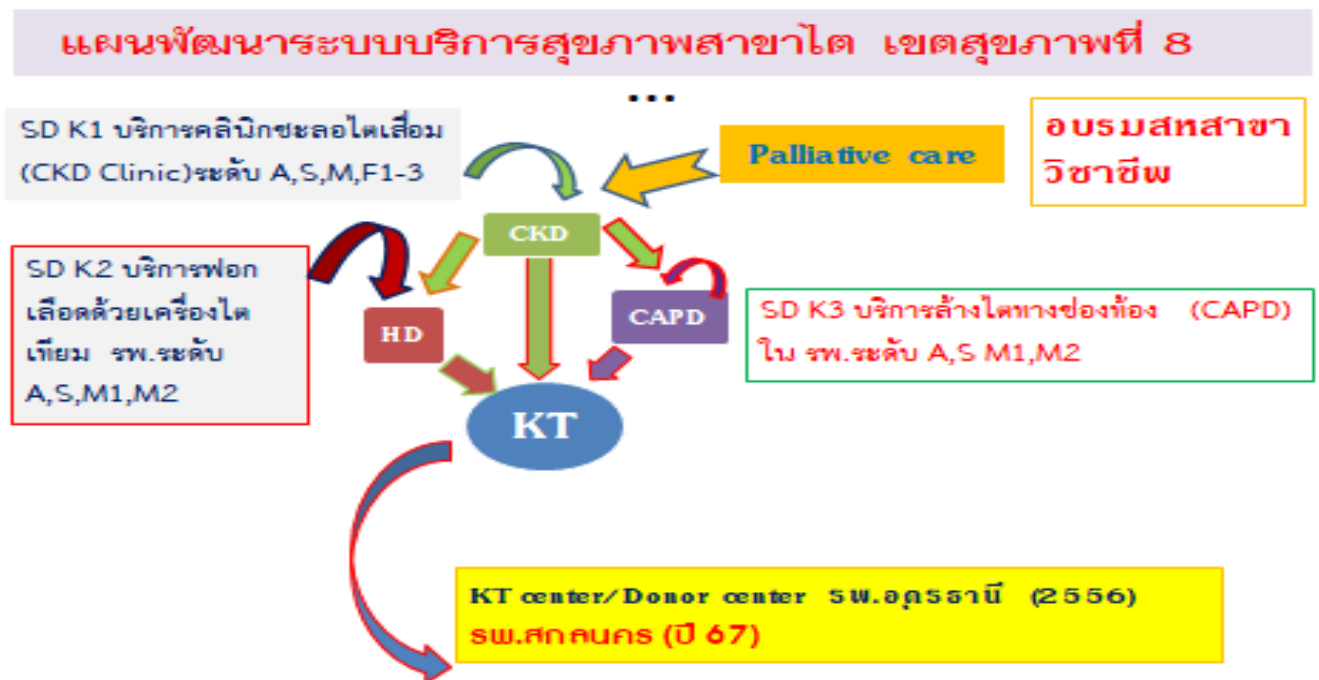 แผนพัฒนาระบบบริการสุขภาพสาขาไต เขตสุขภาพที่ 8
...
SD K1 บริการคลินิกชะลอไตเสื่อม
(CKD Clinic)ระดับ A,S,M,F1-3
Palliative care
อบรมสหสาขา
วิชาชีพ
CKD
SD K2 บริการฟอก
เลือดด้วยเครื่องไต
เทียม รพ.ระดับ
A,S,M1,M2
HD
CAPD
SD K3 บริการล้างไตทางช่องท้อง (CAPD)
ใน รพ.ระดับ A,S M1,M2
KT
KT center/Donor center รพ.อุดรธานี (2556)
รพ.สกลนคร (ปี 67)